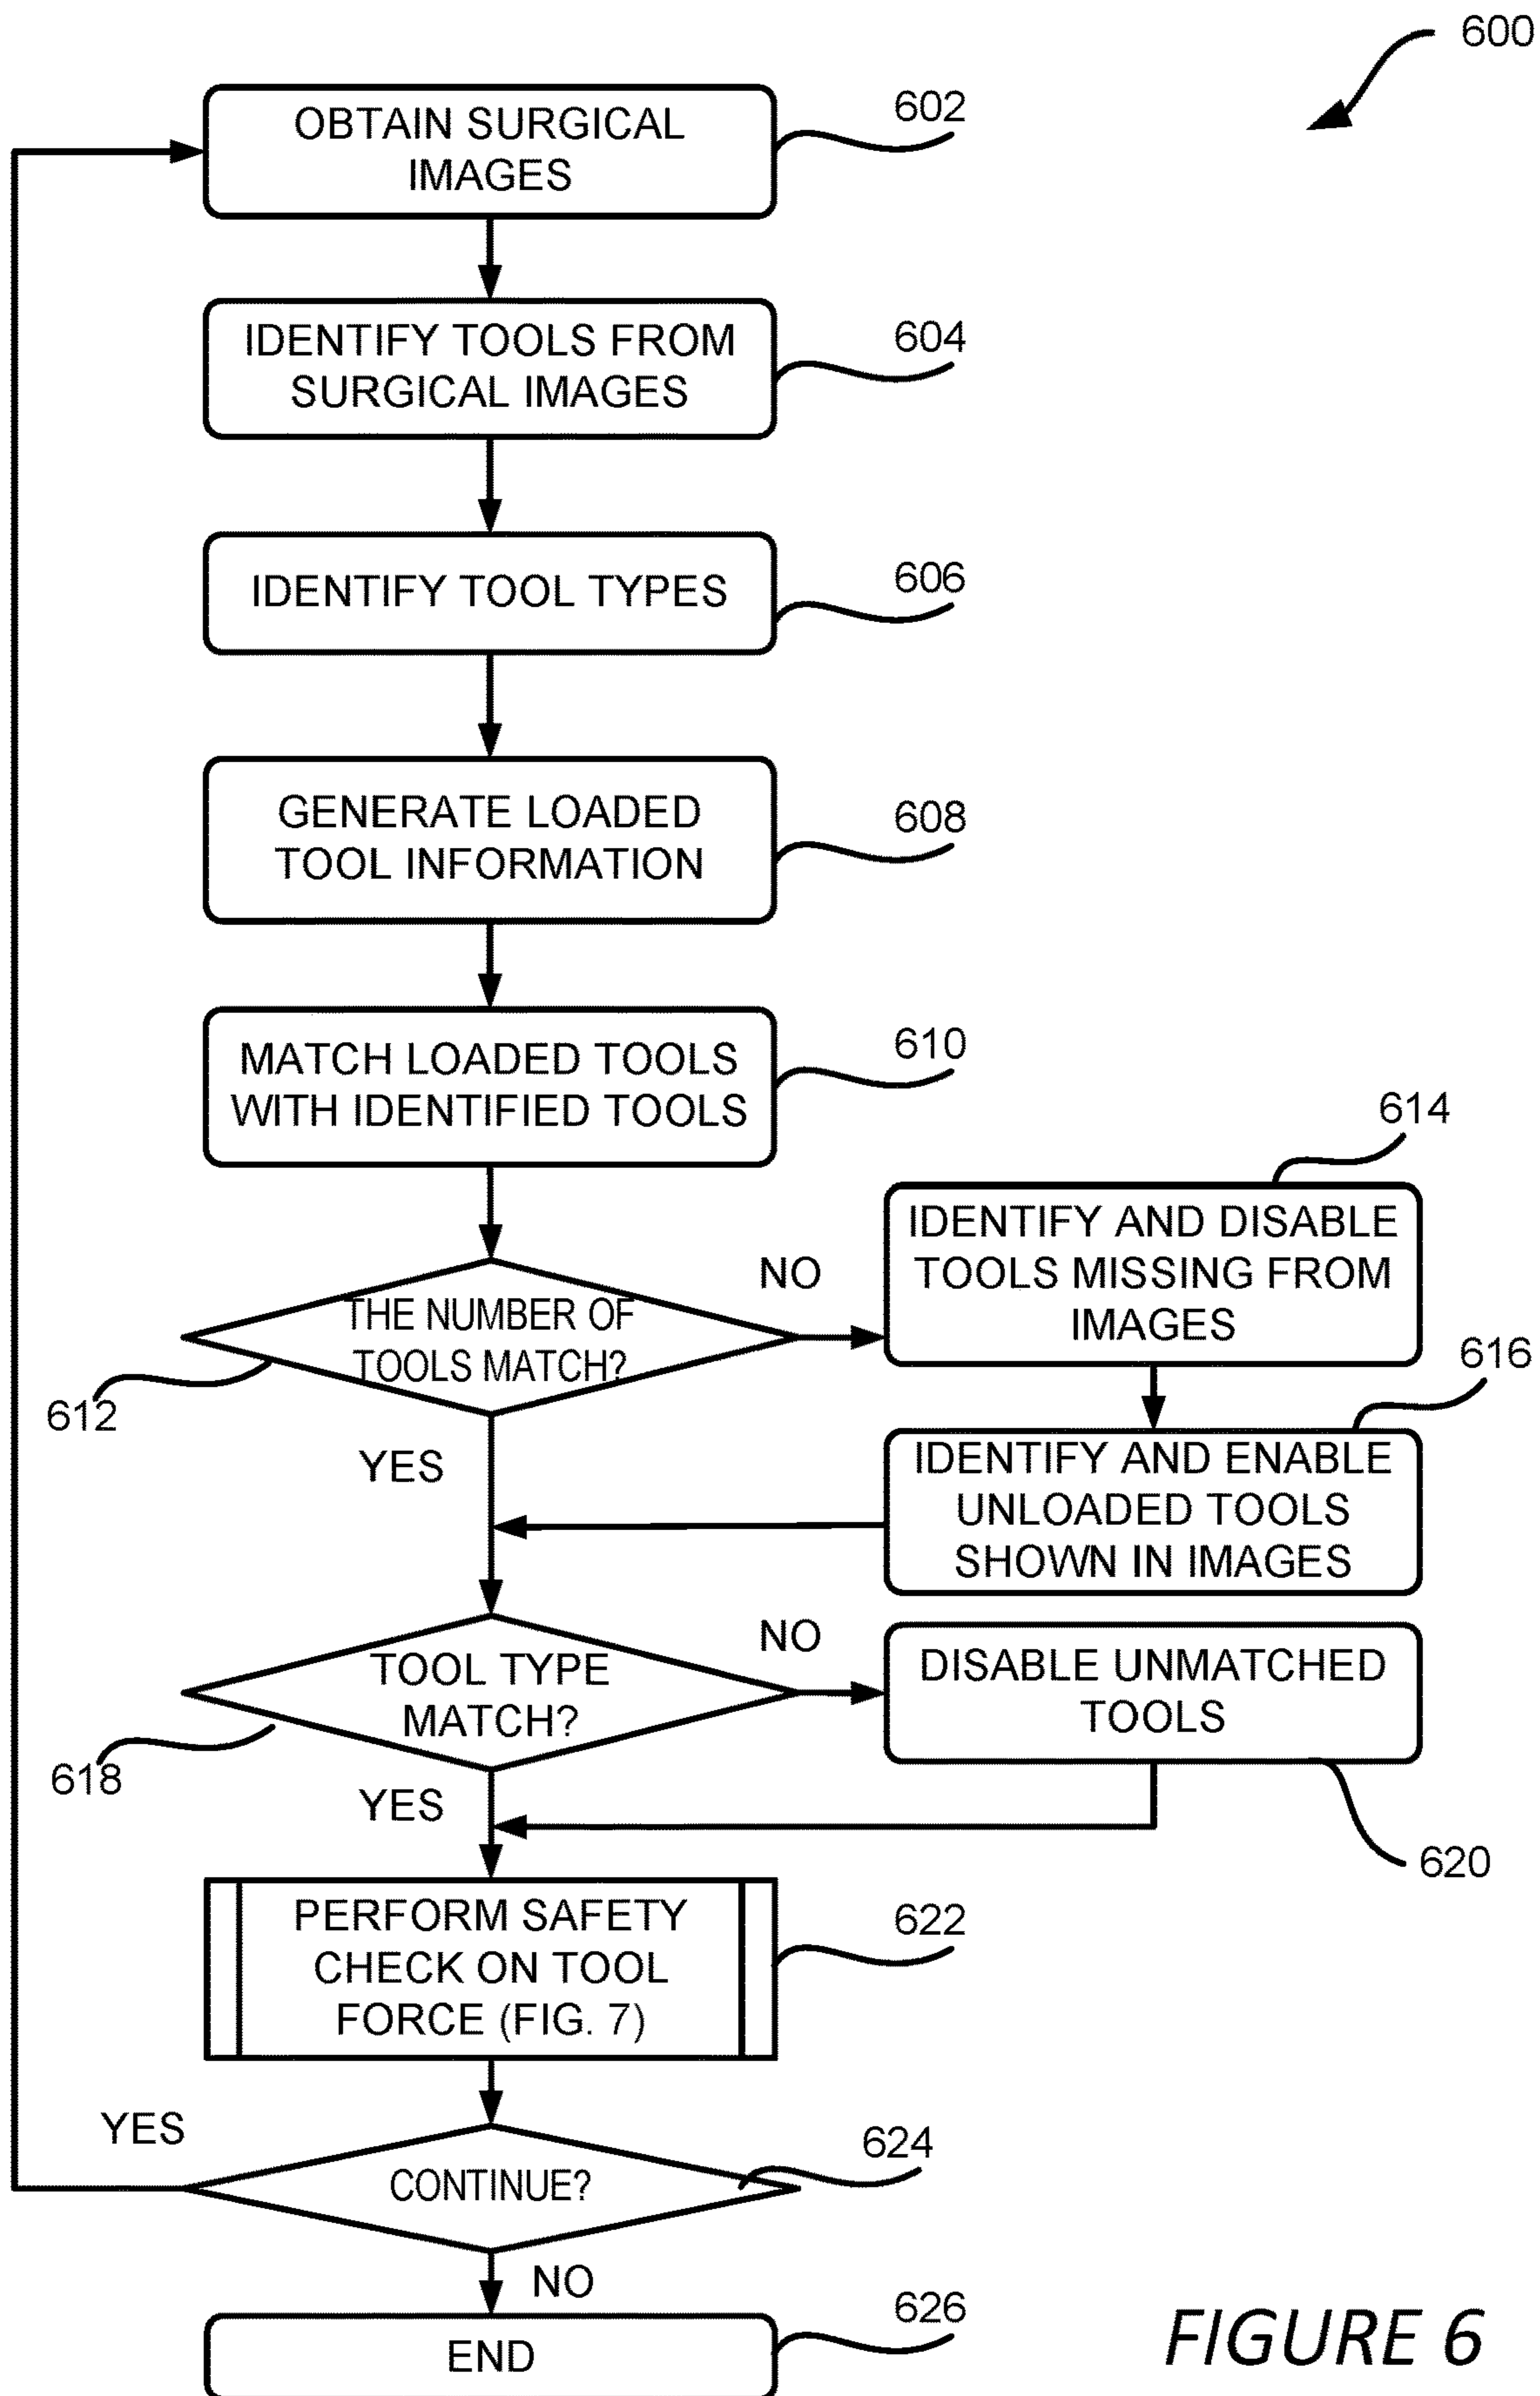 600
OBTAIN SURGICAL
IMAGES
602
IDENTIFY TOOLS FROM
SURGICAL IMAGES
604
IDENTIFY TOOL TYPES
606
GENERATE LOADED
TOOL INFORMATION
608
MATCH LOADED TOOLS
WITH IDENTIFIED TOOLS
610
THE NUMBER OF
TOOLS MATCH?
612
NO
YES
614
IDENTIFY AND DISABLE
TOOLS MISSING FROM
IMAGES
616
IDENTIFY AND ENABLE
UNLOADED TOOLS
SHOWN IN IMAGES
TOOL TYPE
MATCH?
618
NO
YES
DISABLE UNMATCHED
TOOLS
620
PERFORM SAFETY
CHECK ON TOOL
FORCE (FIG. 7)
622
YES
CONTINUE?
624
NO
END
626
FIGURE 6